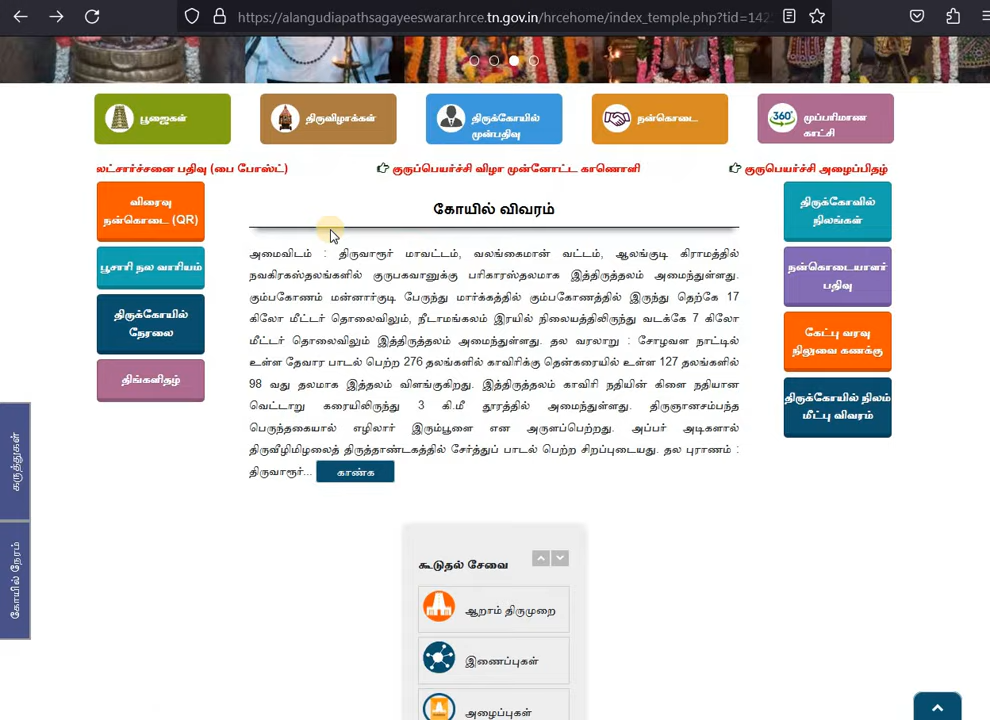 https://alangudiapathsagayeeswarar.hrce.tn.gov.in/hrcehome/index_temple.php?tid=142
பூஜைகள்
திருவிழாக்கள்
திருக்கோயில்
முன்பதிவு
நன்கொடை
360°
முப்பரிமாண
காட்சி
லட்சார்ச்சனை பதிவு (பை போஸ்ட்)
குருப்பெயர்ச்சி விழா முன்னோட்ட காணொளி
குருபெயர்ச்சி அழைப்பிதழ்
விரைவு
நன்கொடை (QR)
பூசாரி நல வாரியம்
திருக்கோயில்
நேரலை
திங்களிதழ்
கோயில் விவரம்
அமைவிடம் : திருவாரூர் மாவட்டம், வலங்கைமான் வட்டம், ஆலங்குடி கிராமத்தில்
நவகிரகஸ்தலங்களில் குருபகவானுக்கு பரிகாரஸ்தலமாக இத்திருத்தலம் அமைந்துள்ளது.
கும்பகோணம் மன்னார்குடி பேருந்து மார்க்கத்தில் கும்பகோணத்தில் இருந்து தெற்கே 17
கிலோ மீட்டர் தொலைவிலும், நீடாமங்கலம் இரயில் நிலையத்திலிருந்து வடக்கே 7 கிலோ
மீட்டர் தொலைவிலும் இத்திருத்தலம் அமைந்துள்ளது. தல வரலாறு : சோழவள நாட்டில்
உள்ள தேவார பாடல் பெற்ற 276 தலங்களில் காவிரிக்கு தென்கரையில் உள்ள 127 தலங்களில்
98 வது தலமாக இத்தலம் விளங்குகிறது. இத்திருத்தலம் காவிரி நதியின் கிளை நதியான
வெட்டாறு கரையிலிருந்து 3 கி.மீ தூரத்தில் அமைந்துள்ளது. திருஞானசம்பந்த
பெருந்தகையால் எழிலார் இரும்பூளை என அருளப்பெற்றது. அப்பர் அடிகளால்
திருவீழிமிழலைத் திருத்தாண்டகத்தில் சேர்த்துப் பாடல் பெற்ற சிறப்புடையது. தல புராணம் :
திருவாரூர்... காண்க
திருக்கோவில்
நிலங்கள்
நன்கொடையாளர்
பதிவு
கேட்பு வரவு
நிலுவை கணக்கு
திருக்கோயில் நிலம்
மீட்பு விவரம்
கருத்துகள்
கோயில் நேரம்
கூடுதல் சேவை
ஆறாம் திருமுறை
இணைப்புகள்
அழைப்புகள்